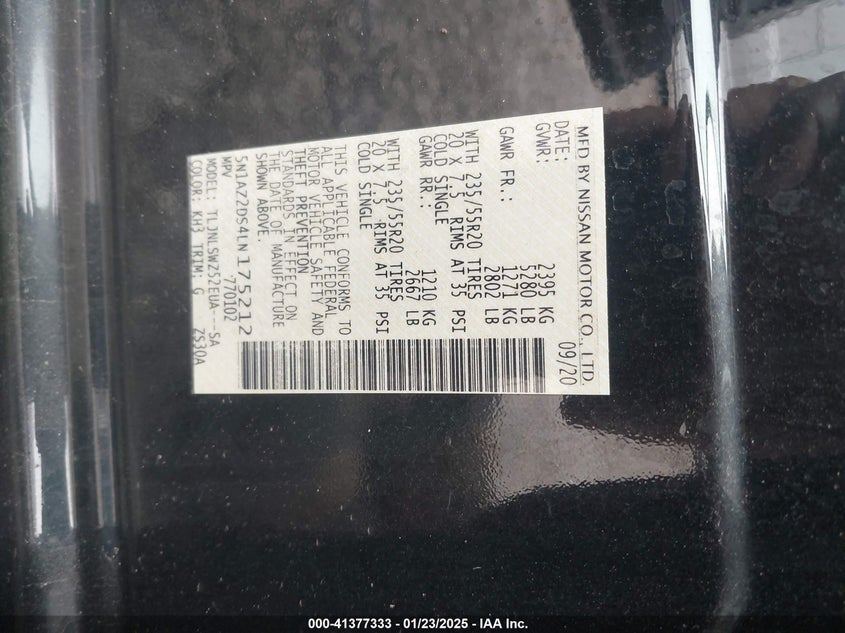 MFD BY NISSAN MOTOR CO., LTD.
DATE: 09/20
GVWR: 2395 KG
5280 LB
GAWR FR.: 1271 KG
2802 LB
WITH 235/55R20 TIRES
20 X 7.5 RIMS AT 35 PSI
COLD SINGLE
GAWR RR.: 1210 KG
2667 LB
WITH 235/55R20 TIRES
20 X 7.5 RIMS AT 35 PSI
COLD SINGLE
THIS VEHICLE CONFORMS TO
ALL APPLICABLE FEDERAL
MOTOR VEHICLE SAFETY AND
THEFT PREVENTION
STANDARDS IN EFFECT ON
THE DATE OF MANUFACTURE
SHOWN ABOVE.
5N1AZ2DS4LN175212
MPV 770102
MODEL: TLJNLSWZ52EUA---SA
COLOR: KH3 TRIM: G ZS30A
000-41377333 — 01/23/2025 — IAA Inc.